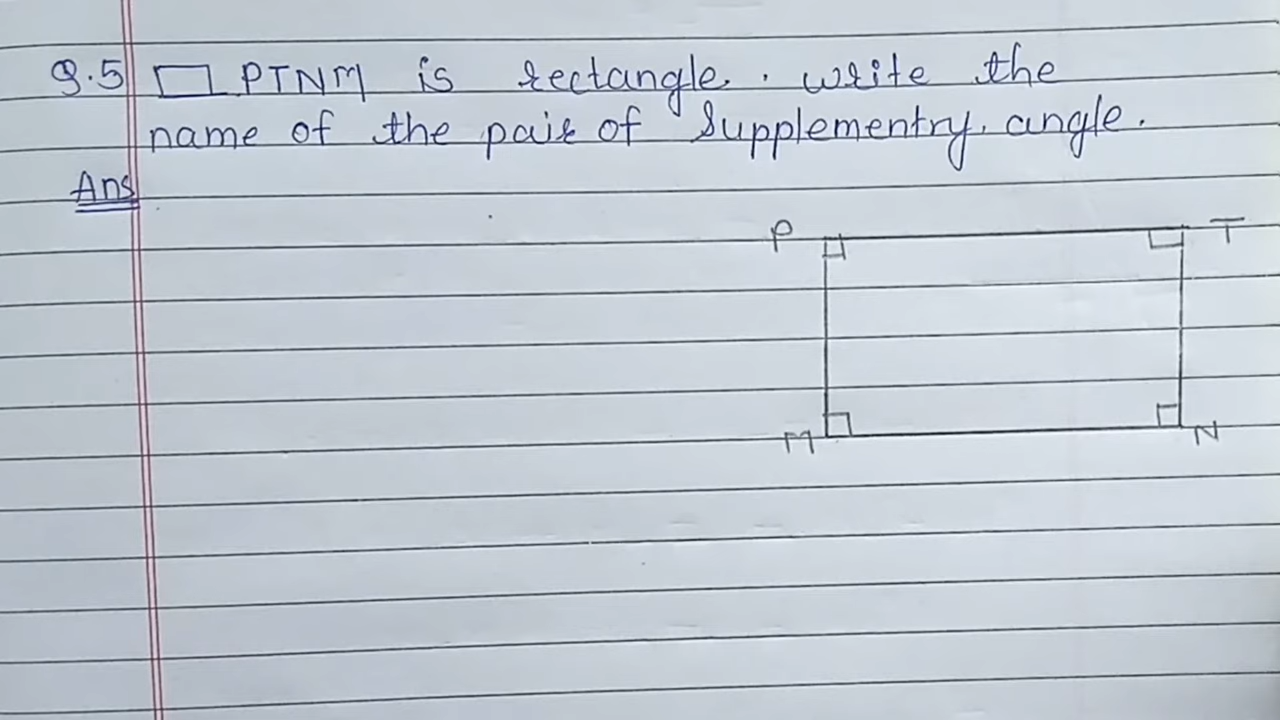 Q.5 □ PTNM is rectangle. write the
name of the pair of Supplementry. angle.
Ans
P T
M N